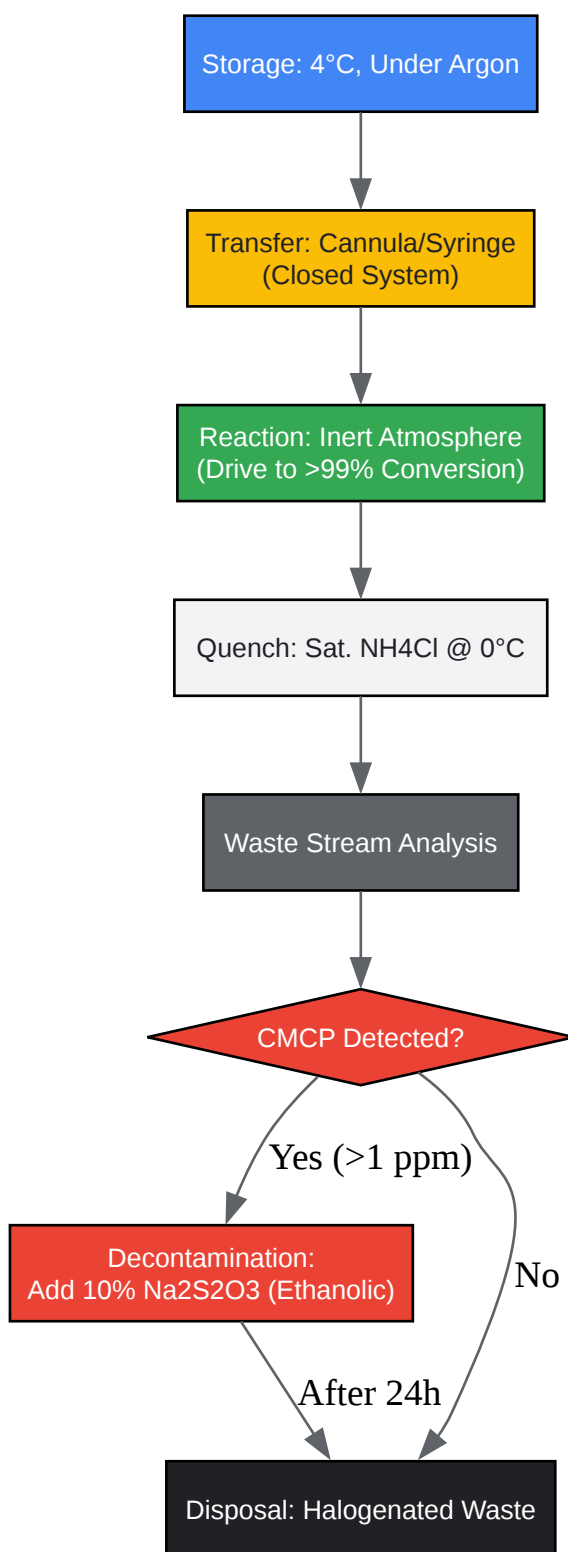 Storage: 4°C, Under Argon
Transfer: Cannula/Syringe
(Closed System)
Reaction: Inert Atmosphere
(Drive to >99% Conversion)
Quench: Sat. NH4Cl @ 0°C
Waste Stream Analysis
CMCP Detected?
Yes (>1 ppm)
Decontamination:
Add 10% Na2S2O3 (Ethanolic)
No
After 24h
Disposal: Halogenated Waste